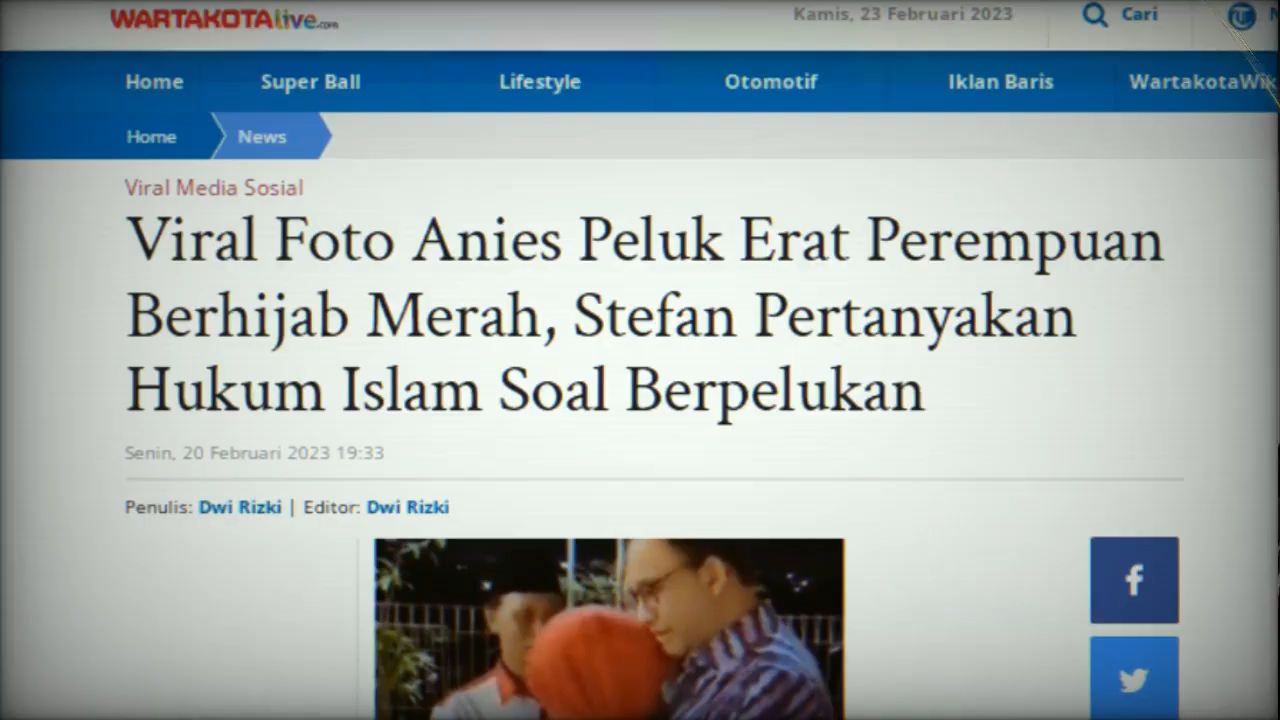 WARTAKOTAlive.com
Kamis, 23 Februari 2023
Cari
Home
Super Ball
Lifestyle
Otomotif
Iklan Baris
WartakotaWik
Home
News
Viral Media Sosial
Viral Foto Anies Peluk Erat Perempuan
Berhijab Merah, Stefan Pertanyakan
Hukum Islam Soal Berpelukan
Senin, 20 Februari 2023 19:33
Penulis: Dwi Rizki | Editor: Dwi Rizki